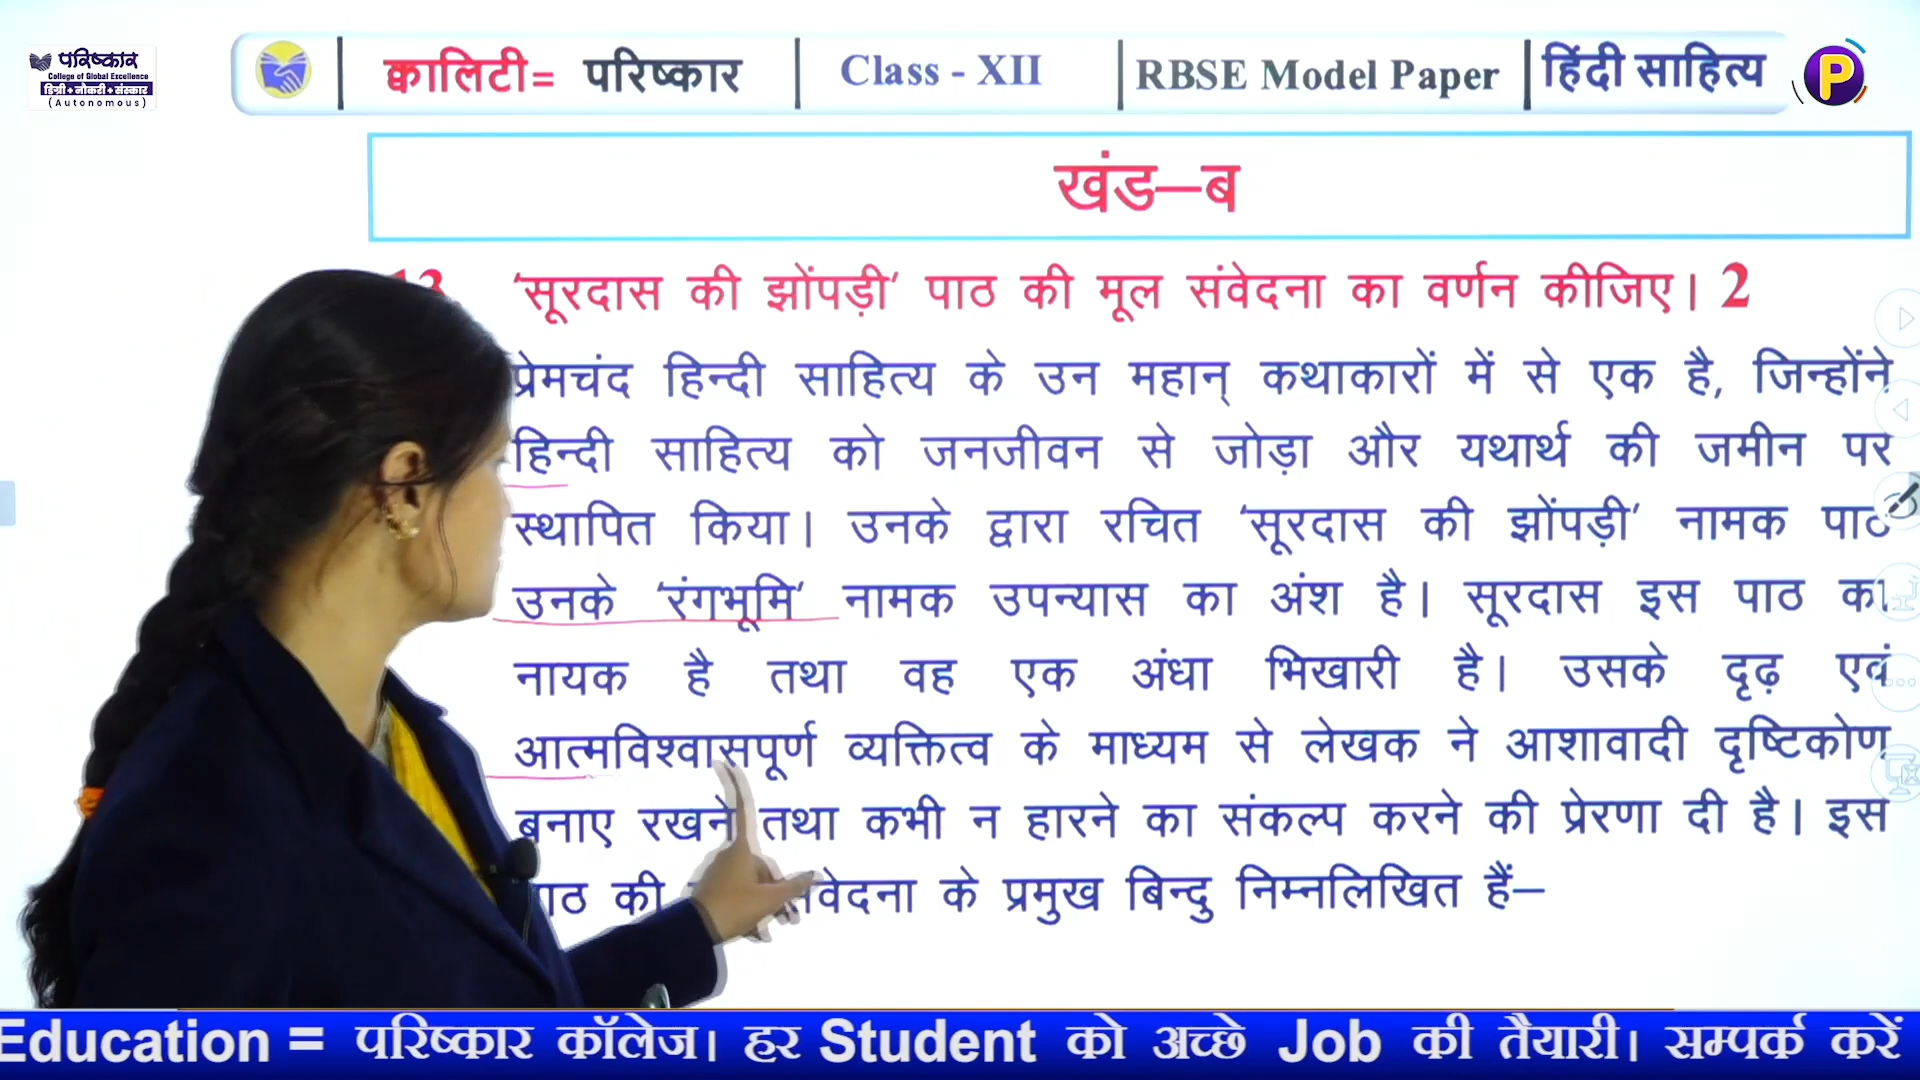 परिष्कार
College of Global Excellence
डिग्री + नौकरी + संस्कार
(Autonomous)
क्वालिटी= परिष्कार
Class - XII
RBSE Model Paper
हिंदी साहित्य
P
खंड—ब
13 'सूरदास की झोंपड़ी' पाठ की मूल संवेदना का वर्णन कीजिए। 2
प्रेमचंद हिन्दी साहित्य के उन महान् कथाकारों में से एक है, जिन्होंने
हिन्दी साहित्य को जनजीवन से जोड़ा और यथार्थ की जमीन पर
स्थापित किया। उनके द्वारा रचित 'सूरदास की झोंपड़ी' नामक पाठ
उनके 'रंगभूमि' नामक उपन्यास का अंश है। सूरदास इस पाठ का
नायक है तथा वह एक अंधा भिखारी है। उसके दृढ़ एवं
आत्मविश्वासपूर्ण व्यक्तित्व के माध्यम से लेखक ने आशावादी दृष्टिकोण
बनाए रखने तथा कभी न हारने का संकल्प करने की प्रेरणा दी है। इस
की के प्रमुख बिन्दु निम्नलिखित हैं—
Education = परिष्कार कॉलेज। हर Student को अच्छे Job की तैयारी। सम्पर्क करें